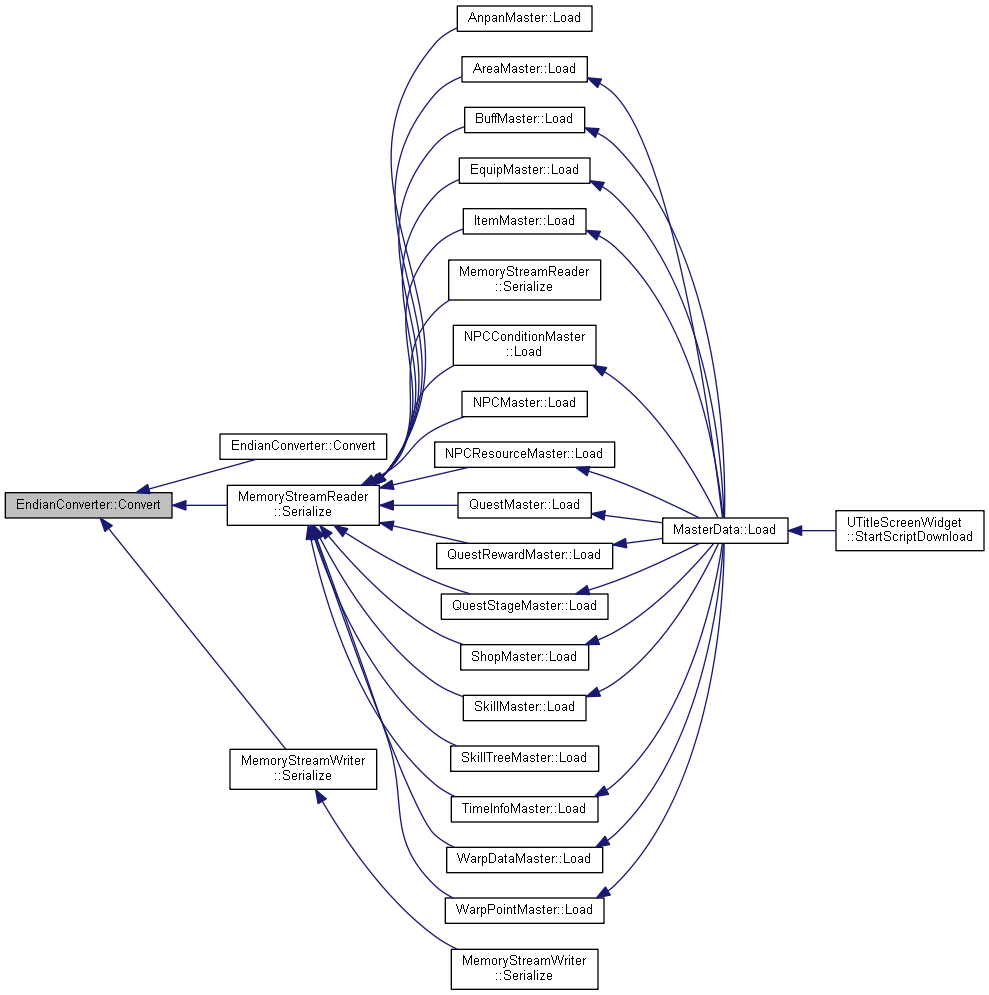 AnpanMaster::Load
AreaMaster::Load
BuffMaster::Load
EquipMaster::Load
ItemMaster::Load
MemoryStreamReader
::Serialize
NPCConditionMaster
::Load
NPCMaster::Load
EndianConverter::Convert
NPCResourceMaster::Load
EndianConverter::Convert
MemoryStreamReader
::Serialize
QuestMaster::Load
MasterData::Load
UTitleScreenWidget
::StartScriptDownload
QuestRewardMaster::Load
QuestStageMaster::Load
ShopMaster::Load
SkillMaster::Load
MemoryStreamWriter
::Serialize
SkillTreeMaster::Load
TimeInfoMaster::Load
WarpDataMaster::Load
WarpPointMaster::Load
MemoryStreamWriter
::Serialize